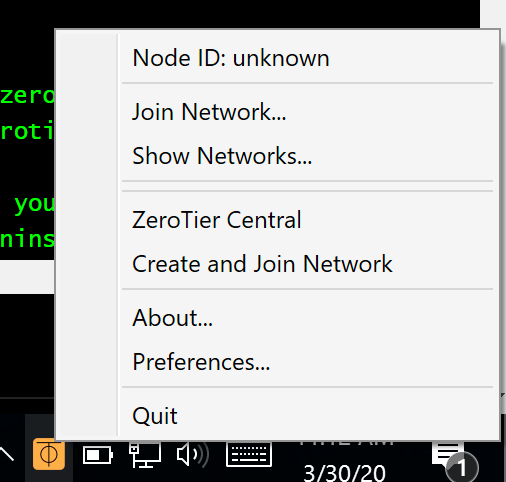 Node ID: unknown
zero
Join Network...
roti
Show Networks...
you
ZeroTier Central
nins
Create and Join Network
About...
Preferences...
Quit
3/30/20
1